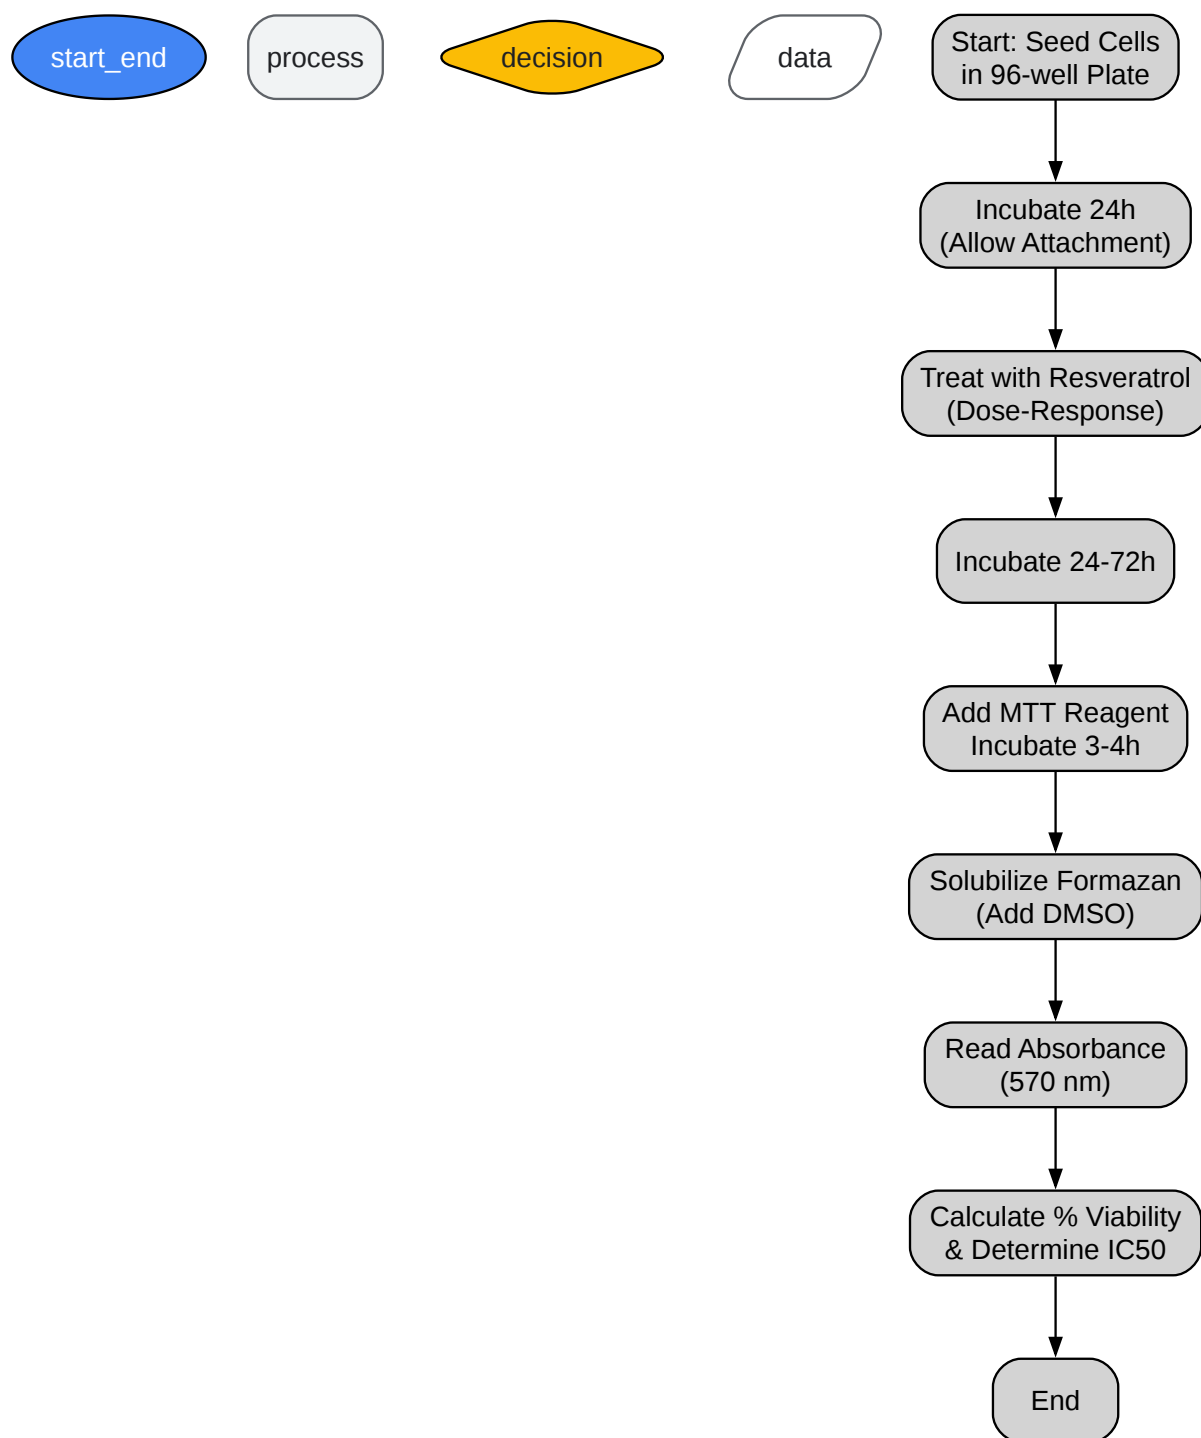 start_end
process
decision
data
Start: Seed Cells
in 96-well Plate
Incubate 24h
(Allow Attachment)
Treat with Resveratrol
(Dose-Response)
Incubate 24-72h
Add MTT Reagent
Incubate 3-4h
Solubilize Formazan
(Add DMSO)
Read Absorbance
(570 nm)
Calculate % Viability
& Determine IC50
End